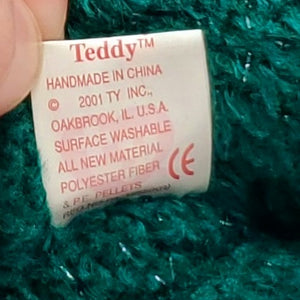 Teddy™
HANDMADE IN CHINA
© 2001 TY INC.,
OAKBROOK, IL. U.S.A.
SURFACE WASHABLE
ALL NEW MATERIAL
POLYESTER FIBER
& P.E. PELLETS
CE